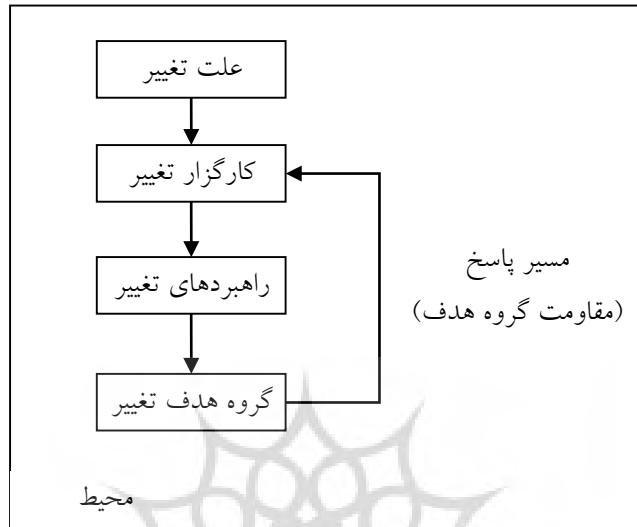 علت تغییر
کارگزار تغییر
راهبردهای تغییر
گروه هدف تغییر
مسیر پاسخ
(مقاومت گروه هدف)
محیط